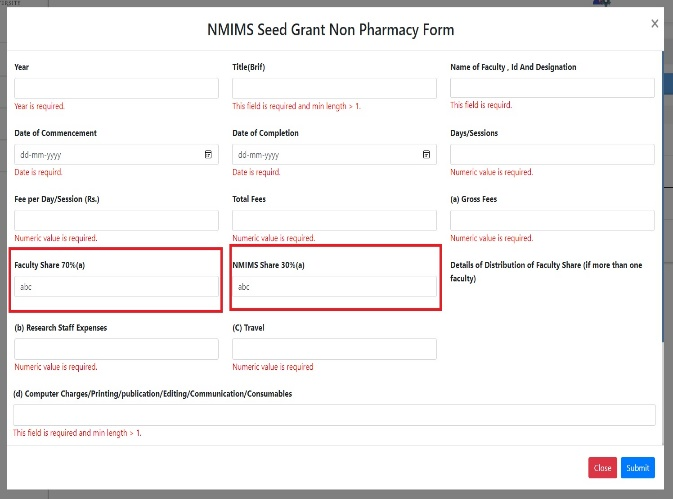 NMIMS Seed Grant Non Pharmacy Form
×
Year
Title(Brif)
Name of Faculty , Id And Designation
Year is required.
This field is required and min length > 1.
This field is requird.
Date of Commencement
Date of Completion
Days/Sessions
dd-mm-yyyy
dd-mm-yyyy
Date is requird.
Date is requird.
Numeric value is required.
Fee per Day/Session (Rs.)
Total Fees
(a) Gross Fees
Numeric value is required.
Numeric value is required.
Numeric value is required.
Faculty Share 70%(a)
NMIMS Share 30%(a)
Details of Distribution of Faculty Share (if more than one
faculty)
abc
abc
(b) Research Staff Expenses
(C) Travel
Numeric value is required.
Numeric value is required
(d) Computer Charges/Printing/publication/Editing/Communication/Consumables
This field is required and min length > 1.
Close
Submit